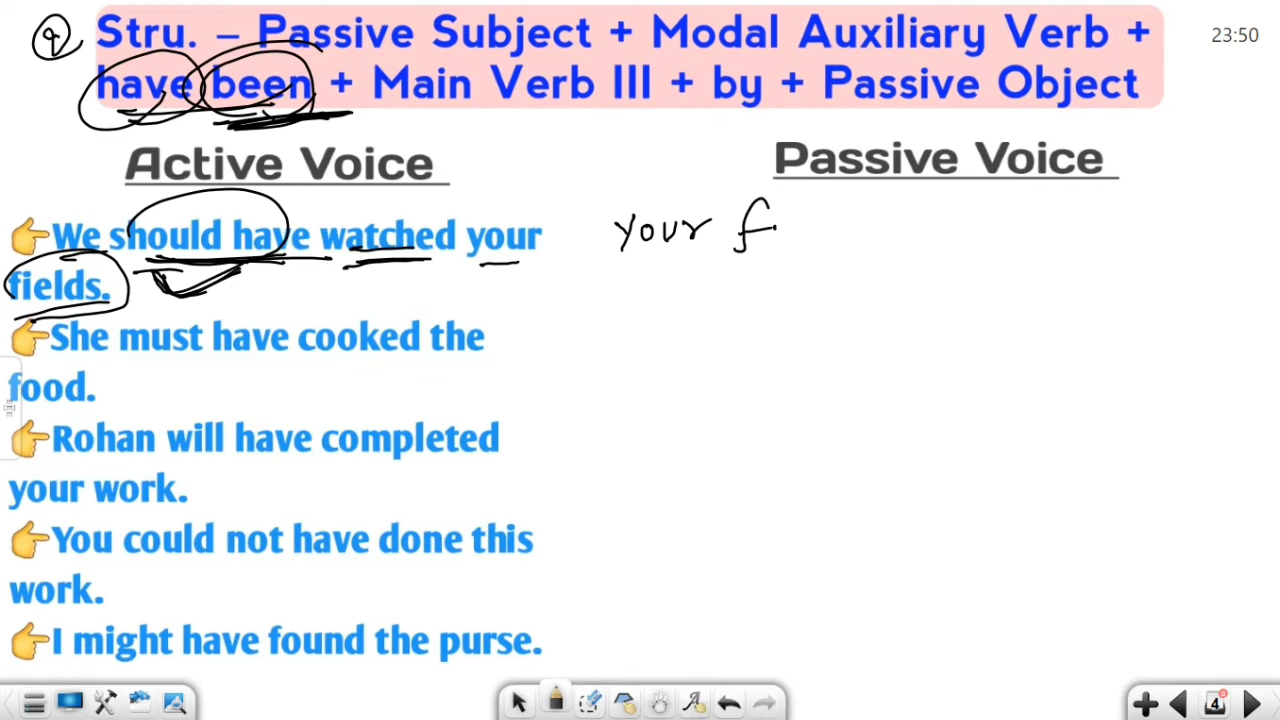 9 Stru. – Passive Subject + Modal Auxiliary Verb +
have been + Main Verb III + by + Passive Object
23:50
Active Voice
Passive Voice
👉We should have watched your
fields.
your f
👉She must have cooked the
food.
👉Rohan will have completed
your work.
👉You could not have done this
work.
👉I might have found the purse.
4